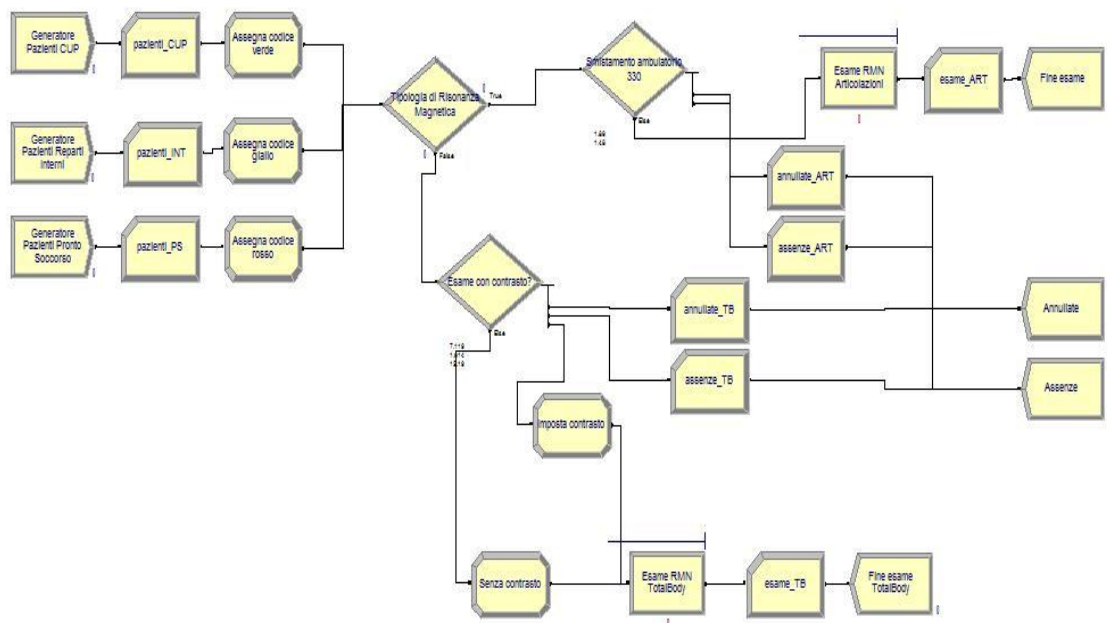 Generatore
Pazienti CUP
pazienti_CUP
Assegna codice
verde
Generatore
Pazienti Reparti
Interni
pazienti_INT
Assegna codice
giallo
Generatore
Pazienti Pronto
Soccorso
pazienti_PS
Assegna codice
rosso
Tipologia di Risonanza
Magnetica
True
False
Smistamento ambulatorio
330
Else
Esame RMN
Articolazioni
esame_ART
Fine esame
annullate_ART
assenze_ART
Esame con contrasto?
Else
annullate_TB
Annullate
assenze_TB
Assenze
Imposta contrasto
Senza contrasto
Esame RMN
TotalBody
esame_TB
Fine esame
TotalBody